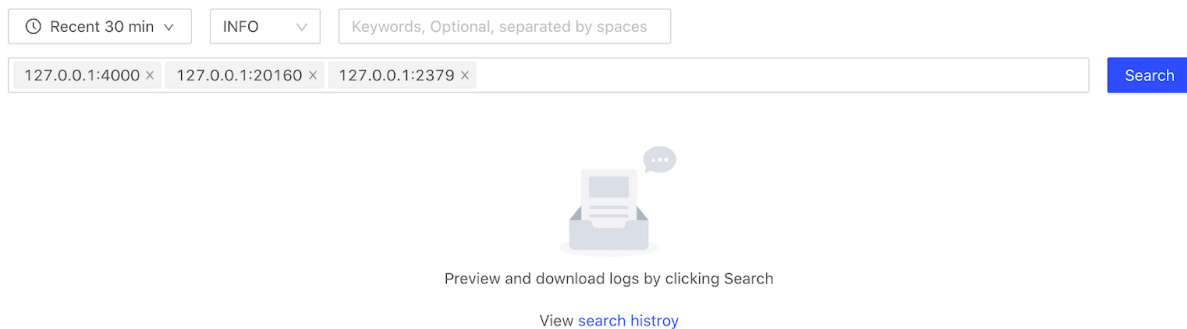 Recent 30 min INFO Keywords, Optional, separated by spaces
127.0.0.1:4000 × 127.0.0.1:20160 × 127.0.0.1:2379 × Search
Preview and download logs by clicking Search
View search histroy